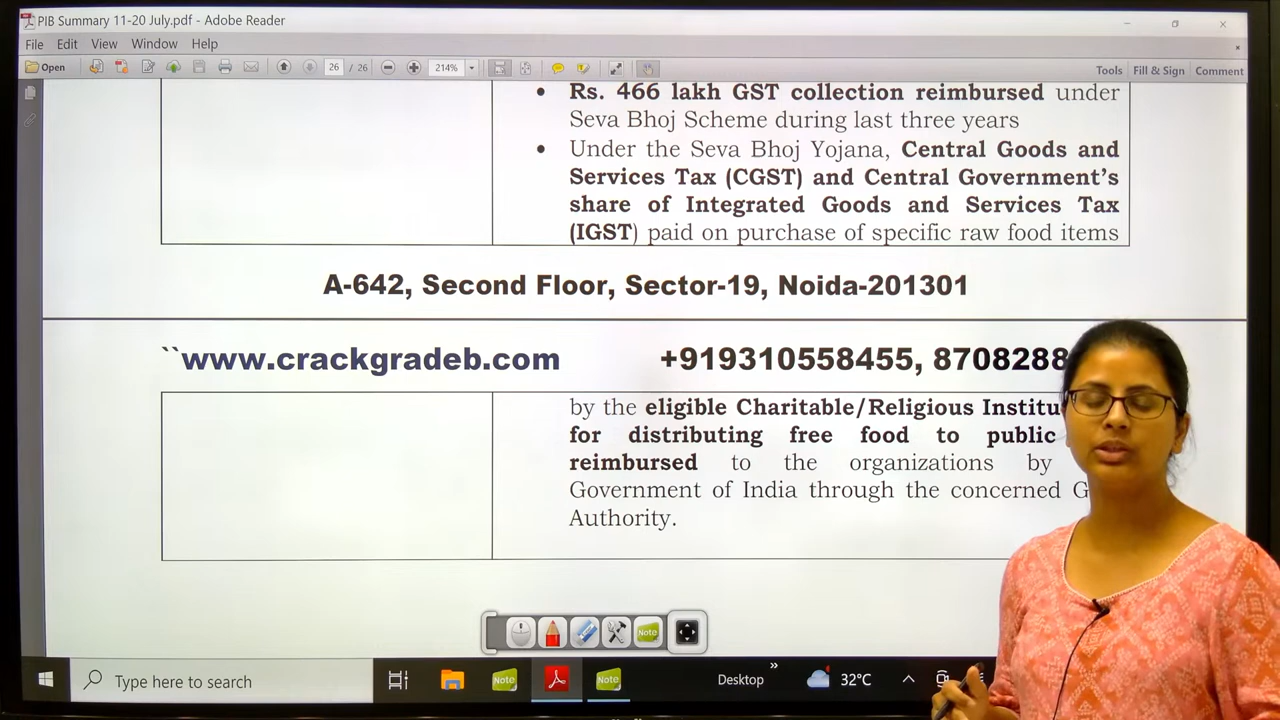 PIB Summary 11-20 July.pdf - Adobe Reader
File Edit View Window Help
Open 26 / 26 214% Tools Fill & Sign Comment
• Rs. 466 lakh GST collection reimbursed under
Seva Bhoj Scheme during last three years
• Under the Seva Bhoj Yojana, Central Goods and
Services Tax (CGST) and Central Government's
share of Integrated Goods and Services Tax
(IGST) paid on purchase of specific raw food items
A-642, Second Floor, Sector-19, Noida-201301
``www.crackgradeb.com +919310558455, 8708288
by the eligible Charitable/Religious Institu
for distributing free food to public
reimbursed to the organizations by
Government of India through the concerned G
Authority.
Note
Type here to search Note Note Desktop » 32°C